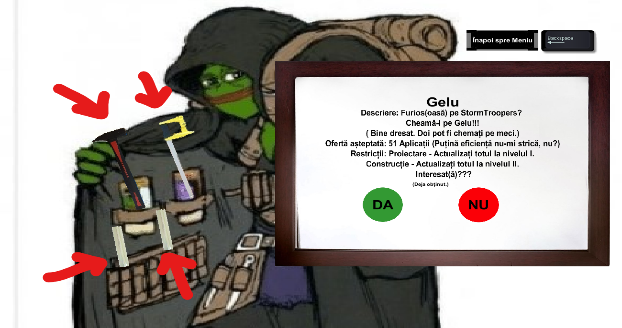 Înapoi spre Meniu
Backspace
Gelu
Descriere: Furios(oasă) pe StormTroopers?
Cheamă-l pe Gelu!!!
( Bine dresat. Doi pot fi chemați pe meci.)
Ofertă așteptată: 51 Aplicații (Puțină eficiență nu-mi strică, nu?)
Restricții: Proiectare - Actualizați totul la nivelul I.
Construcție - Actualizați totul la nivelul II.
Interesat(ă)???
(Deja obținut.)
DA
NU